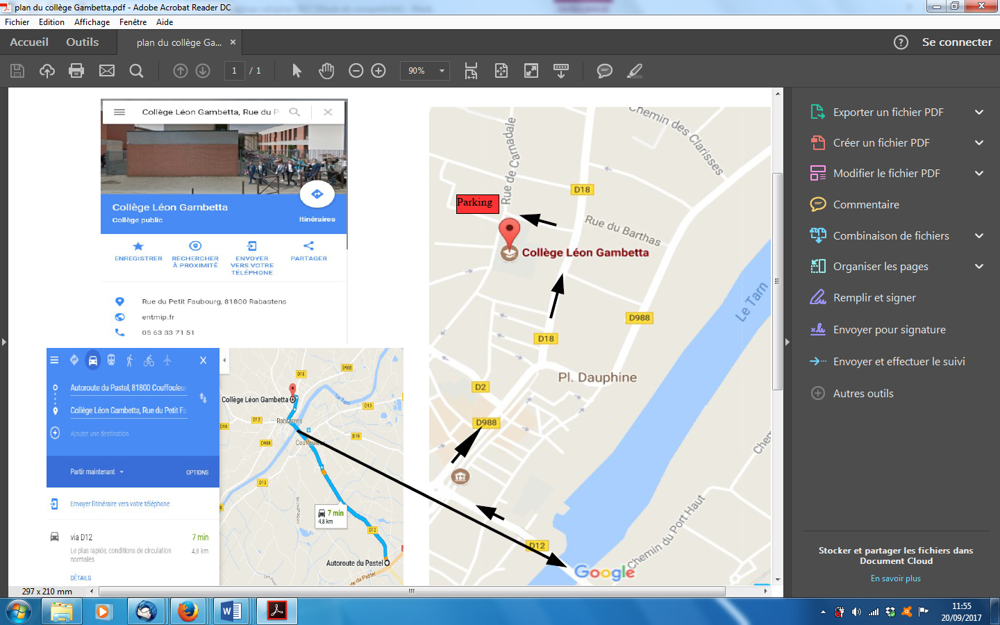 plan du collège Gambetta.pdf - Adobe Acrobat Reader DC
Fichier Edition Affichage Fenêtre Aide
Accueil Outils plan du collège Ga... × ? Se connecter
1 / 1 90%
Collège Léon Gambetta, Rue du P
Collège Léon Gambetta
Collège public
Itinéraires
ENREGISTRER
RECHERCHER
À PROXIMITÉ
ENVOYER
VERS VOTRE
TÉLÉPHONE
PARTAGER
Rue du Petit Faubourg, 81800 Rabastens
entmip.fr
05 63 33 71 51
Autoroute du Pastel, 81800 Couffouleu
Collège Léon Gambetta, Rue du Petit Fa
Ajouter une destination
Partir maintenant
OPTIONS
Envoyer l'itinéraire vers votre téléphone
via D12
7 min
Le plus rapide, conditions de circulation
normales
4,8 km
DÉTAILS
D988
D18
Collège Léon Gambetta
Le Tarn
D13
D18
D12
Rabastens
D988
Couffouleux
D19
D13
7 min
4,8 km
D12
Autoroute du Pastel
te du Pastel
Chemin des Clarisses
Rue de Carnadale
D18
Parking
Rue du Barthas
Collège Léon Gambetta
Le Tarn
D988
D18
Pl. Dauphine
D2
D988
Chem
Chemin du Port Haut
D12
Google
Exporter un fichier PDF
Créer un fichier PDF
Modifier le fichier PDF
Commentaire
Combinaison de fichiers
Organiser les pages
Remplir et signer
Envoyer pour signature
Envoyer et effectuer le suivi
Autres outils
Stocker et partager les fichiers dans
Document Cloud
En savoir plus
297 x 210 mm
11:55
20/09/2017